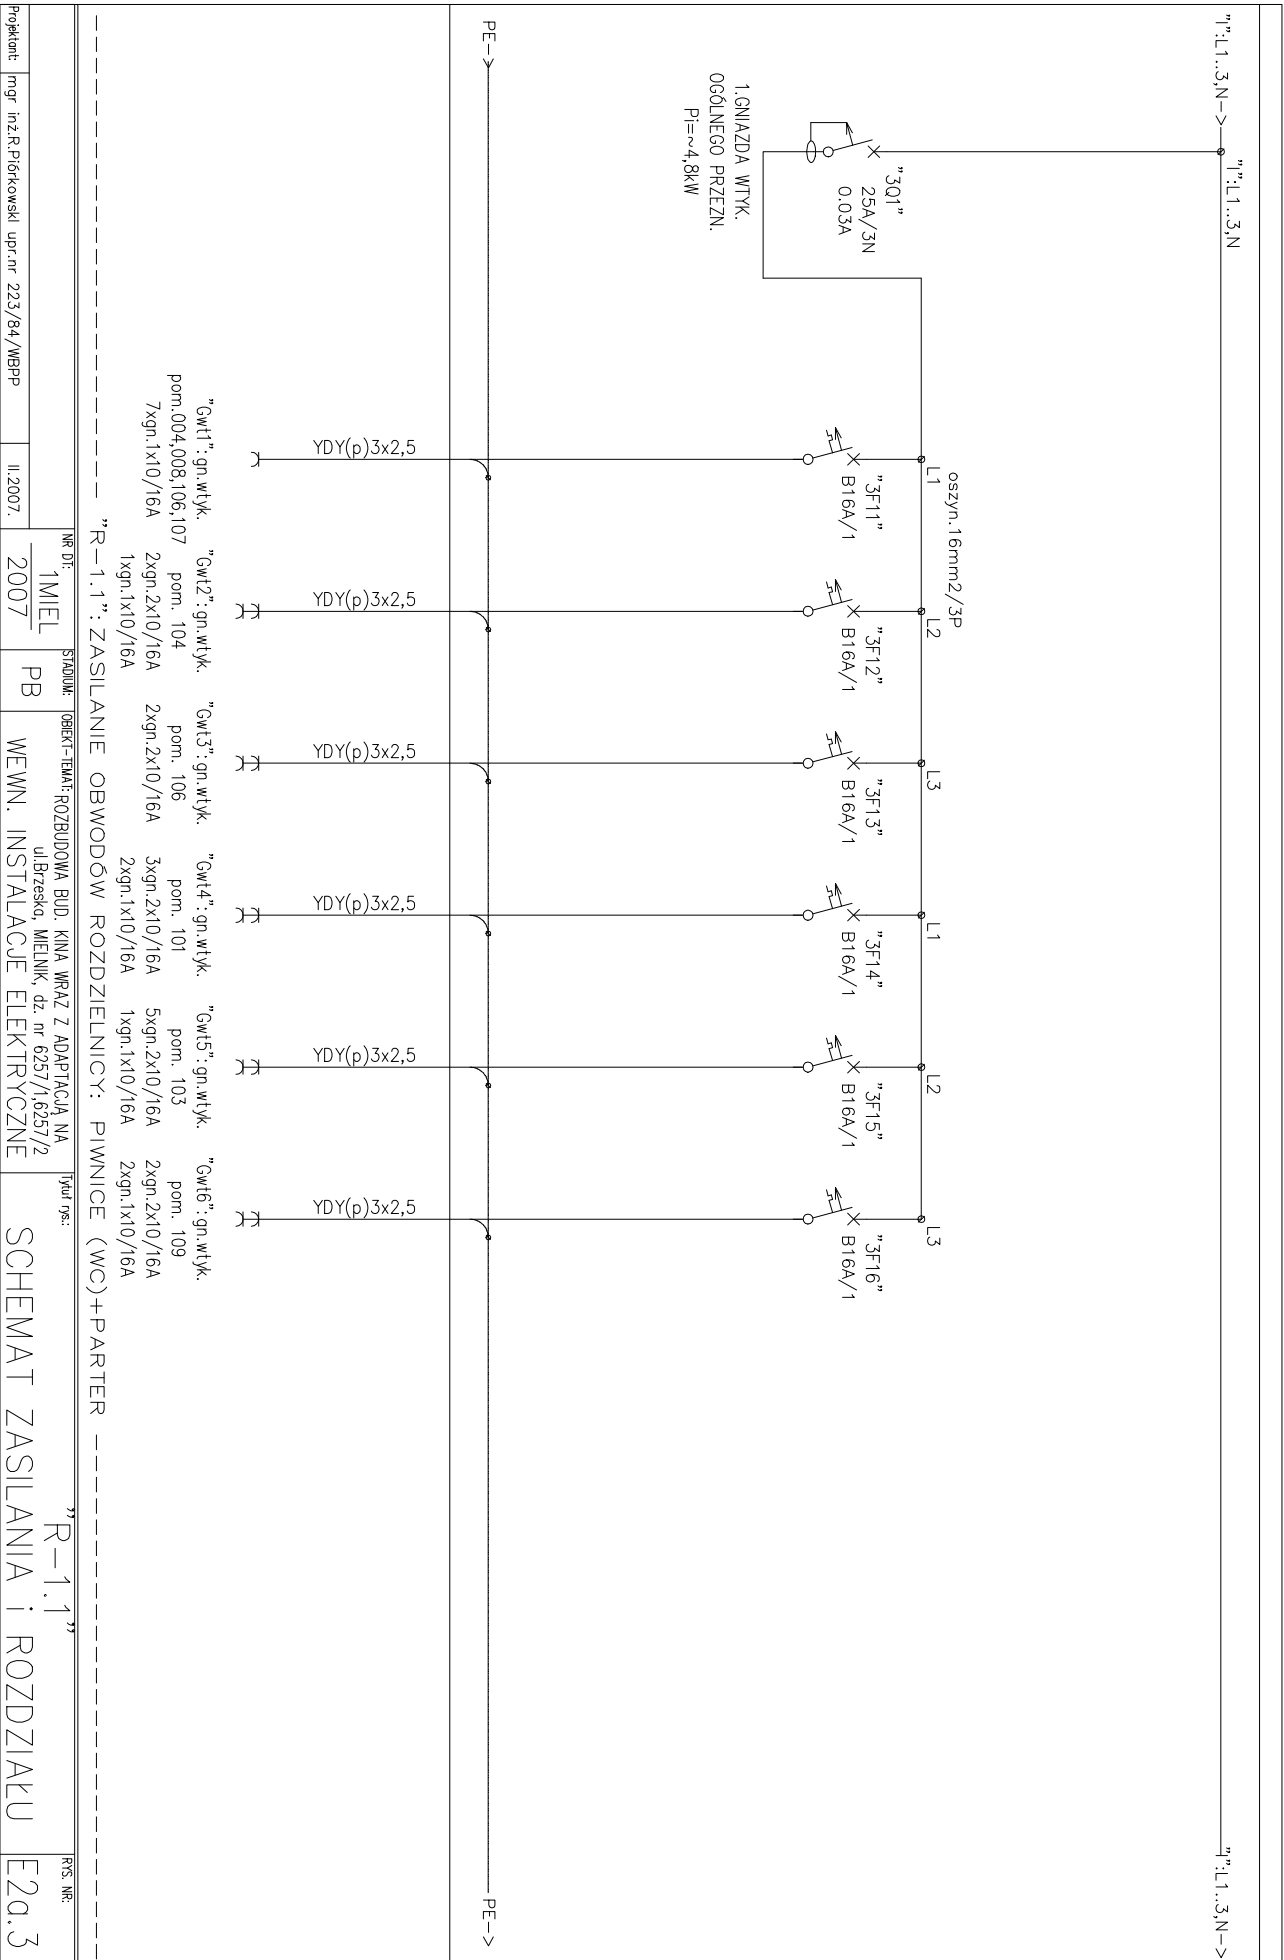 "I":L1..3,N->
"I":L1..3,N
"I":L1..3,N->
"3Q1"
25A/3N
0.03A
1.GNIAZDA WTYK.
OGÓLNEGO PRZEZN.
Pi=~4,8kW
oszyn.16mm2/3P
L1
"3F11"
B16A/1
L2
"3F12"
B16A/1
L3
"3F13"
B16A/1
L1
"3F14"
B16A/1
L2
"3F15"
B16A/1
L3
"3F16"
B16A/1
PE->
PE->
YDY(p)3x2,5
YDY(p)3x2,5
YDY(p)3x2,5
YDY(p)3x2,5
YDY(p)3x2,5
YDY(p)3x2,5
"Gwt1":gn.wtyk.
pom.004,008,106,107
7xgn.1x10/16A
"Gwt2":gn.wtyk.
pom. 104
2xgn.2x10/16A
1xgn.1x10/16A
"Gwt3":gn.wtyk.
pom. 106
2xgn.2x10/16A
"Gwt4":gn.wtyk.
pom. 101
3xgn.2x10/16A
2xgn.1x10/16A
"Gwt5":gn.wtyk.
pom. 103
5xgn.2x10/16A
1xgn.1x10/16A
"Gwt6":gn.wtyk.
pom. 109
2xgn.2x10/16A
2xgn.1x10/16A
"R-1.1": ZASILANIE OBWODÓW ROZDZIELNICY: PIWNICE (WC)+PARTER
Projektant: mgr inż.R.Piórkowski upr.nr 223/84/WBPP
II.2007.
NR DT:
1MIEL
2007
STADIUM:
PB
OBIEKT-TEMAT: ROZBUDOWA BUD. KINA WRAZ Z ADAPTACJĄ NA
ul.Brzeska, MIELNIK, dz. nr 6257/1,6257/2
WEWN. INSTALACJE ELEKTRYCZNE
Tytuł rys.:
"R-1.1"
SCHEMAT ZASILANIA i ROZDZIAŁU
RYS. NR:
E2a.3